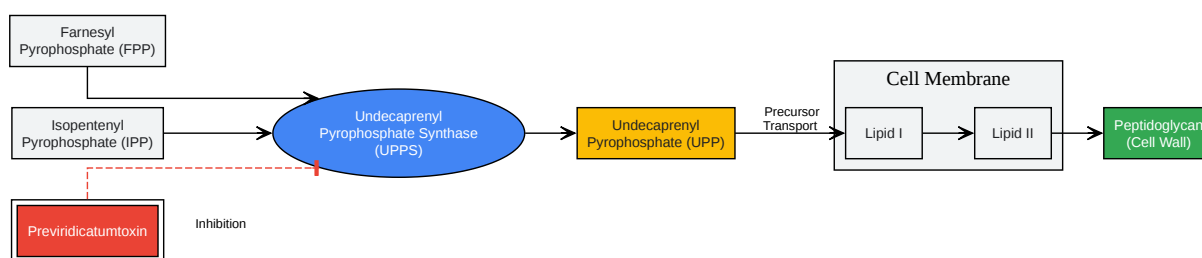 Farnesyl
Pyrophosphate (FPP)
Isopentenyl
Pyrophosphate (IPP)
Previridicatumtoxin
Inhibition
Undecaprenyl
Pyrophosphate Synthase
(UPPS)
Undecaprenyl
Pyrophosphate (UPP)
Precursor
Transport
Cell Membrane
Lipid I
Lipid II
Peptidoglycan
(Cell Wall)